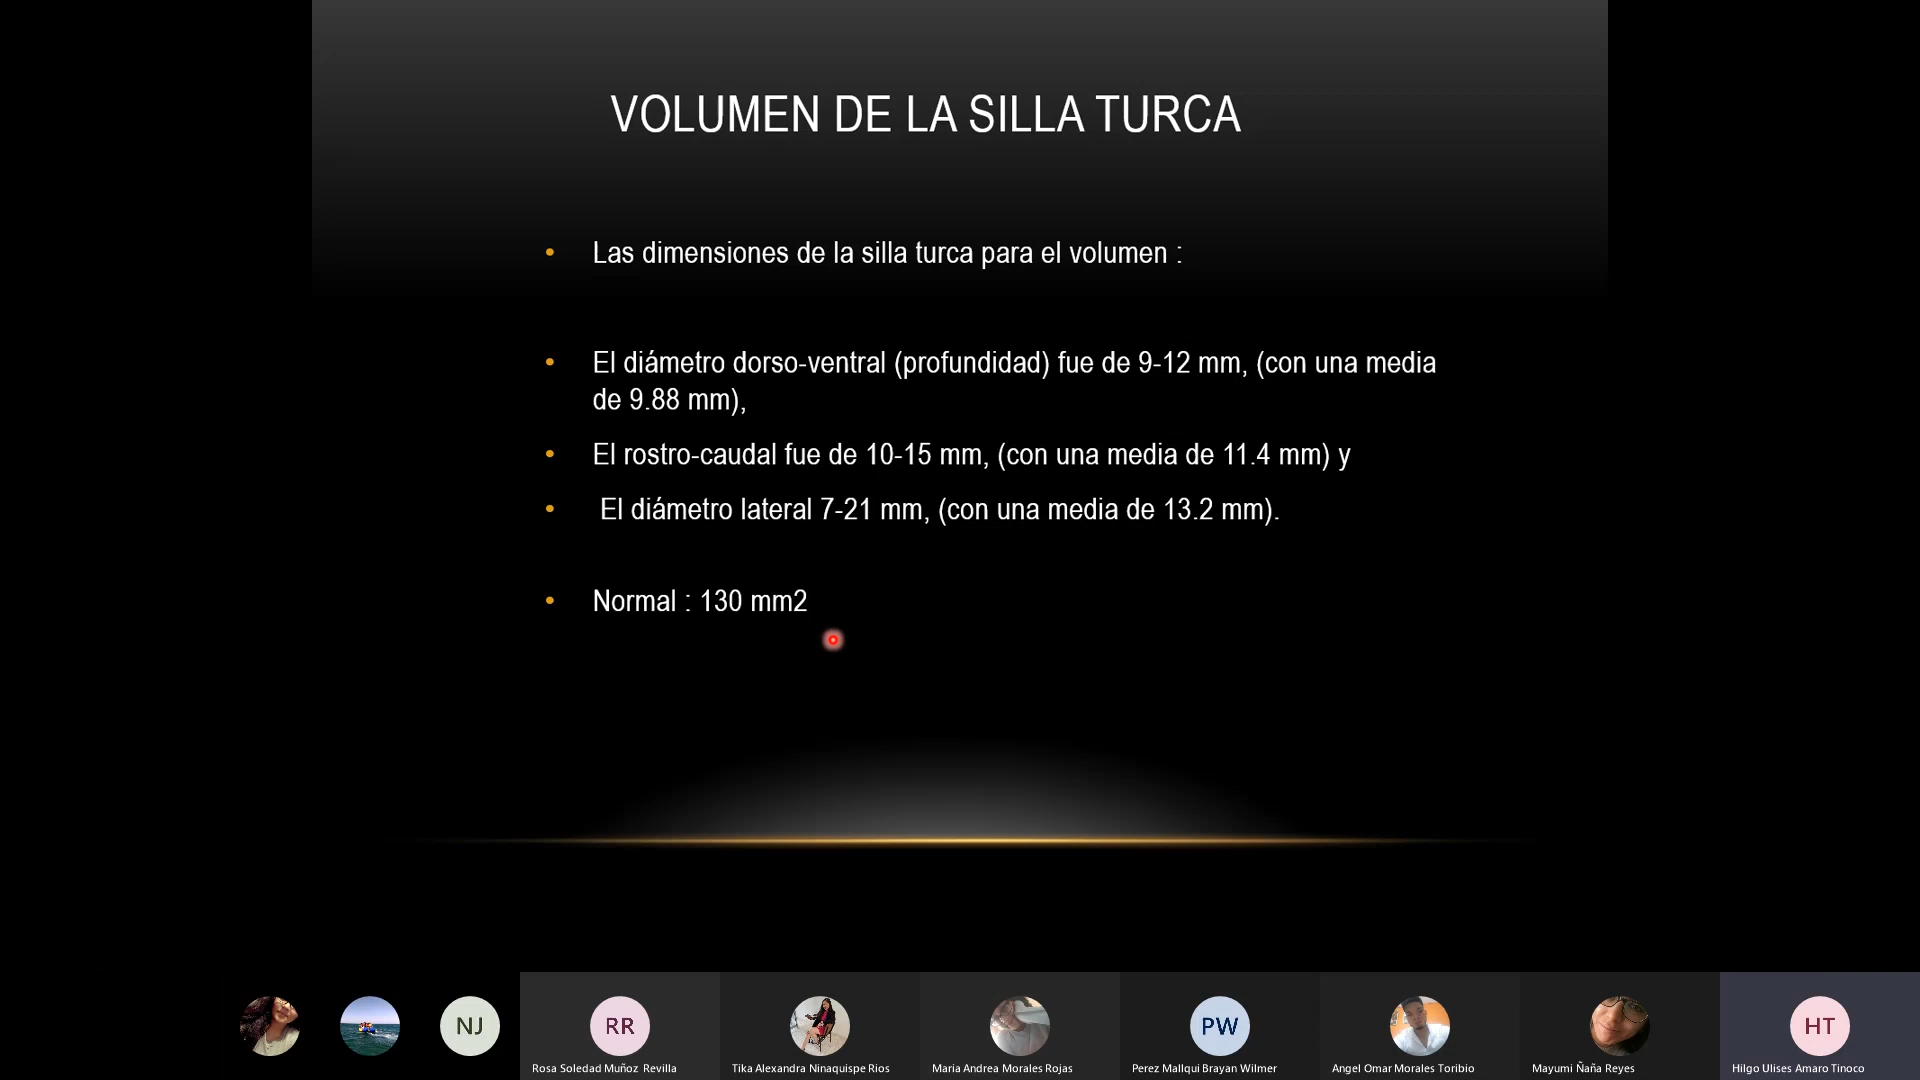 VOLUMEN DE LA SILLA TURCA
• Las dimensiones de la silla turca para el volumen :
• El diámetro dorso-ventral (profundidad) fue de 9-12 mm, (con una media
de 9.88 mm),
• El rostro-caudal fue de 10-15 mm, (con una media de 11.4 mm) y
• El diámetro lateral 7-21 mm, (con una media de 13.2 mm).
• Normal : 130 mm2
NJ
RR
PW
HT
Rosa Soledad Muñoz Revilla
Tika Alexandra Ninaquispe Rios
Maria Andrea Morales Rojas
Perez Mallqui Brayan Wilmer
Angel Omar Morales Toribio
Mayumi Ñaña Reyes
Hilgo Ulises Amaro Tinoco